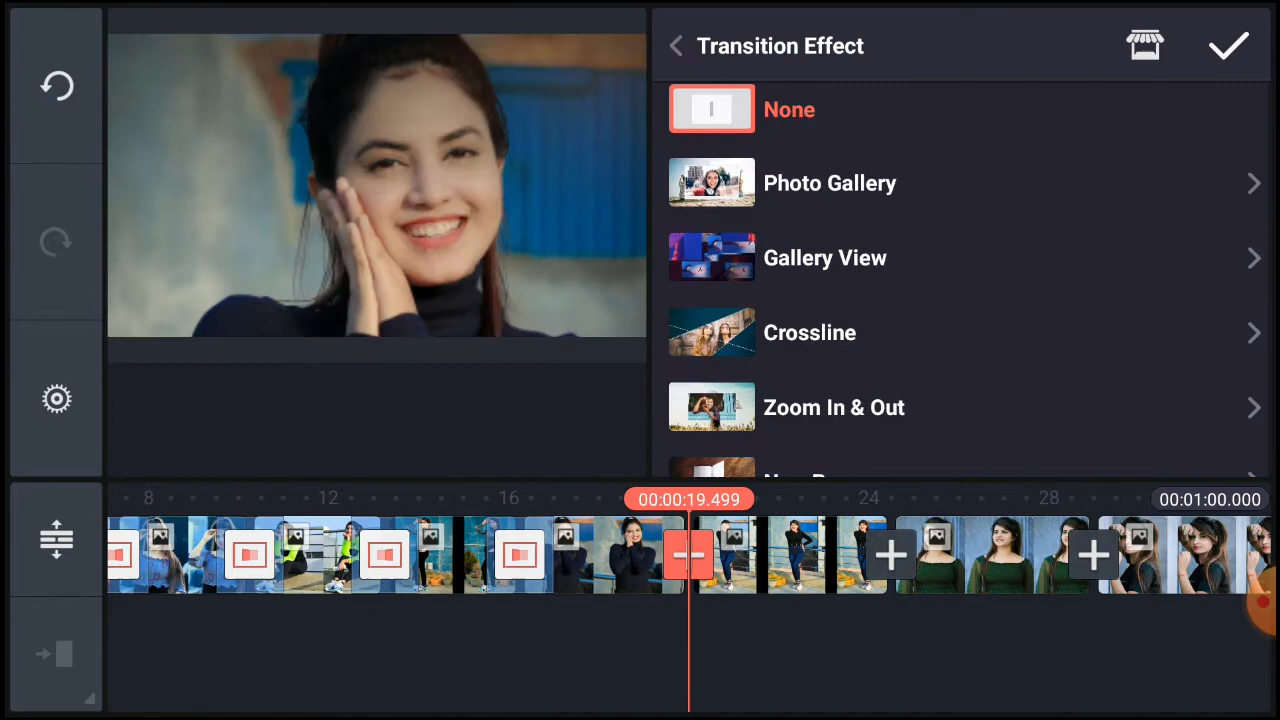 Transition Effect
None
Photo Gallery
Gallery View
Crossline
Zoom In & Out
8
12
16
00:00:19.499
24
28
00:01:00.000